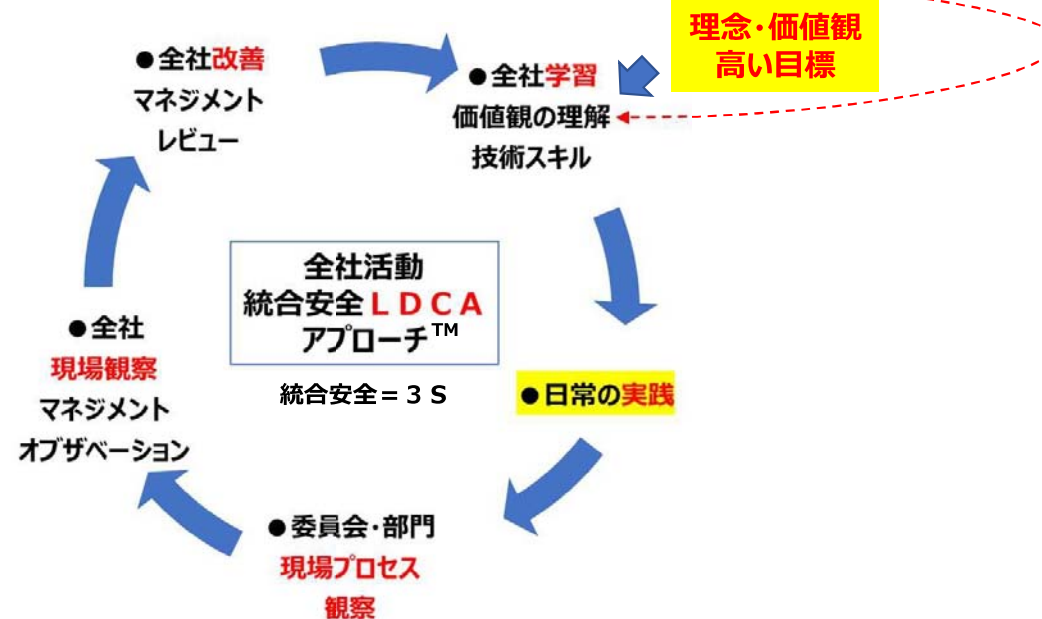 理念・価値観
高い目標
●全社改善
マネジメント
レビュー
●全社学習
価値観の理解
技術スキル
全社活動
統合安全ＬＤＣＡ
アプローチ™
統合安全＝３Ｓ
●日常の実践
●全社
現場観察
マネジメント
オブザベーション
●委員会・部門
現場プロセス
観察